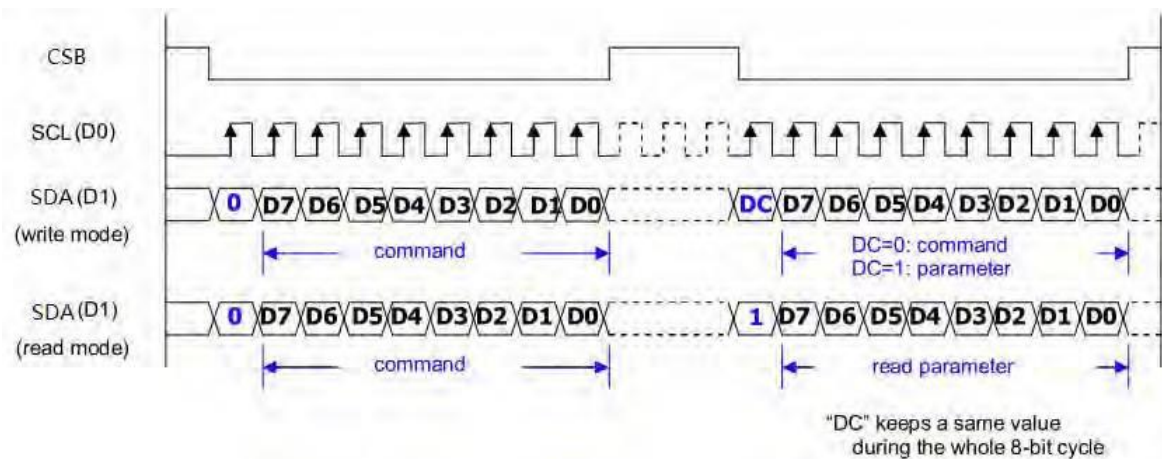 CSB
SCL (D0)
SDA (D1)
(write mode)
0 D7 D6 D5 D4 D3 D2 D1 D0
DC D7 D6 D5 D4 D3 D2 D1 D0
command
DC=0: command
DC=1: parameter
SDA (D1)
(read mode)
0 D7 D6 D5 D4 D3 D2 D1 D0
1 D7 D6 D5 D4 D3 D2 D1 D0
command
read parameter
"DC" keeps a same value
during the whole 8-bit cycle